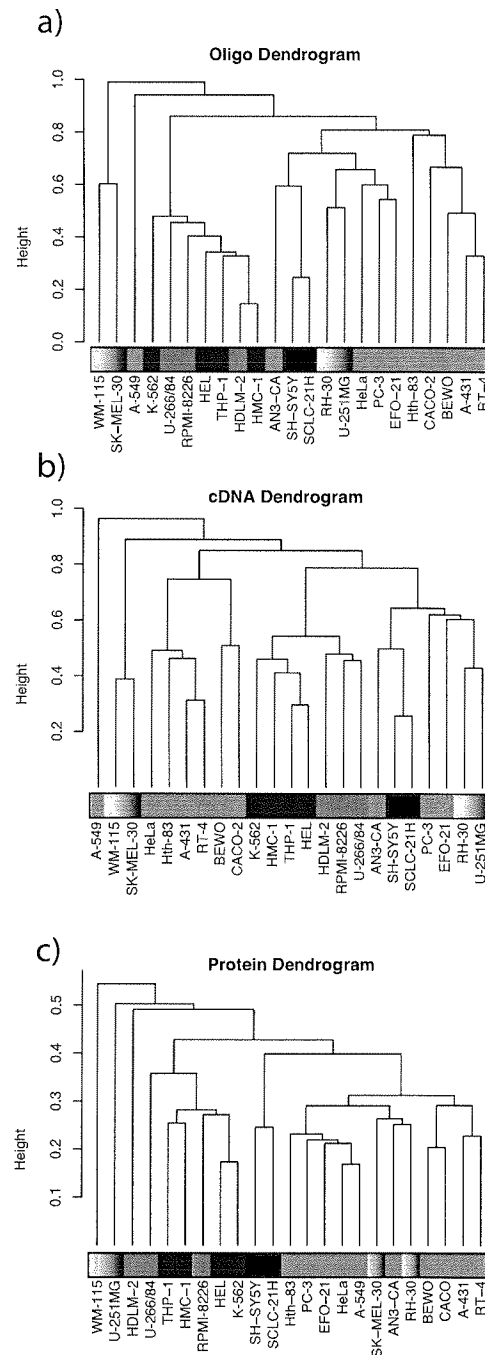 a)
Oligo Dendrogram
Height
1.0
0.8
0.6
0.4
0.2
0.0
WM-115
SK-MEL-30
A-549
K-562
U-266/84
RPMI-8226
HEL
THP-1
HDLM-2
HMC-1
AN3-CA
SH-SY5Y
SCLC-21H
RH-30
U-251MG
HeLa
PC-3
EFO-21
Hth-83
CACO-2
BEWO
A-431
RT-4
b)
cDNA Dendrogram
Height
1.0
0.8
0.6
0.4
0.2
A-549
WM-115
SK-MEL-30
HeLa
Hth-83
A-431
RT-4
BEWO
CACO-2
K-562
HMC-1
THP-1
HEL
HDLM-2
RPMI-8226
U-266/84
AN3-CA
SH-SY5Y
SCLC-21H
PC-3
EFO-21
RH-30
U-251MG
c)
Protein Dendrogram
Height
0.5
0.4
0.3
0.2
0.1
WM-115
U-251MG
HDLM-2
U-266/84
THP-1
HMC-1
RPMI-8226
HEL
K-562
SH-SY5Y
SCLC-21H
Hth-83
PC-3
EFO-21
HeLa
A-549
SK-MEL-30
AN3-CA
RH-30
BEWO
CACO
A-431
RT-4